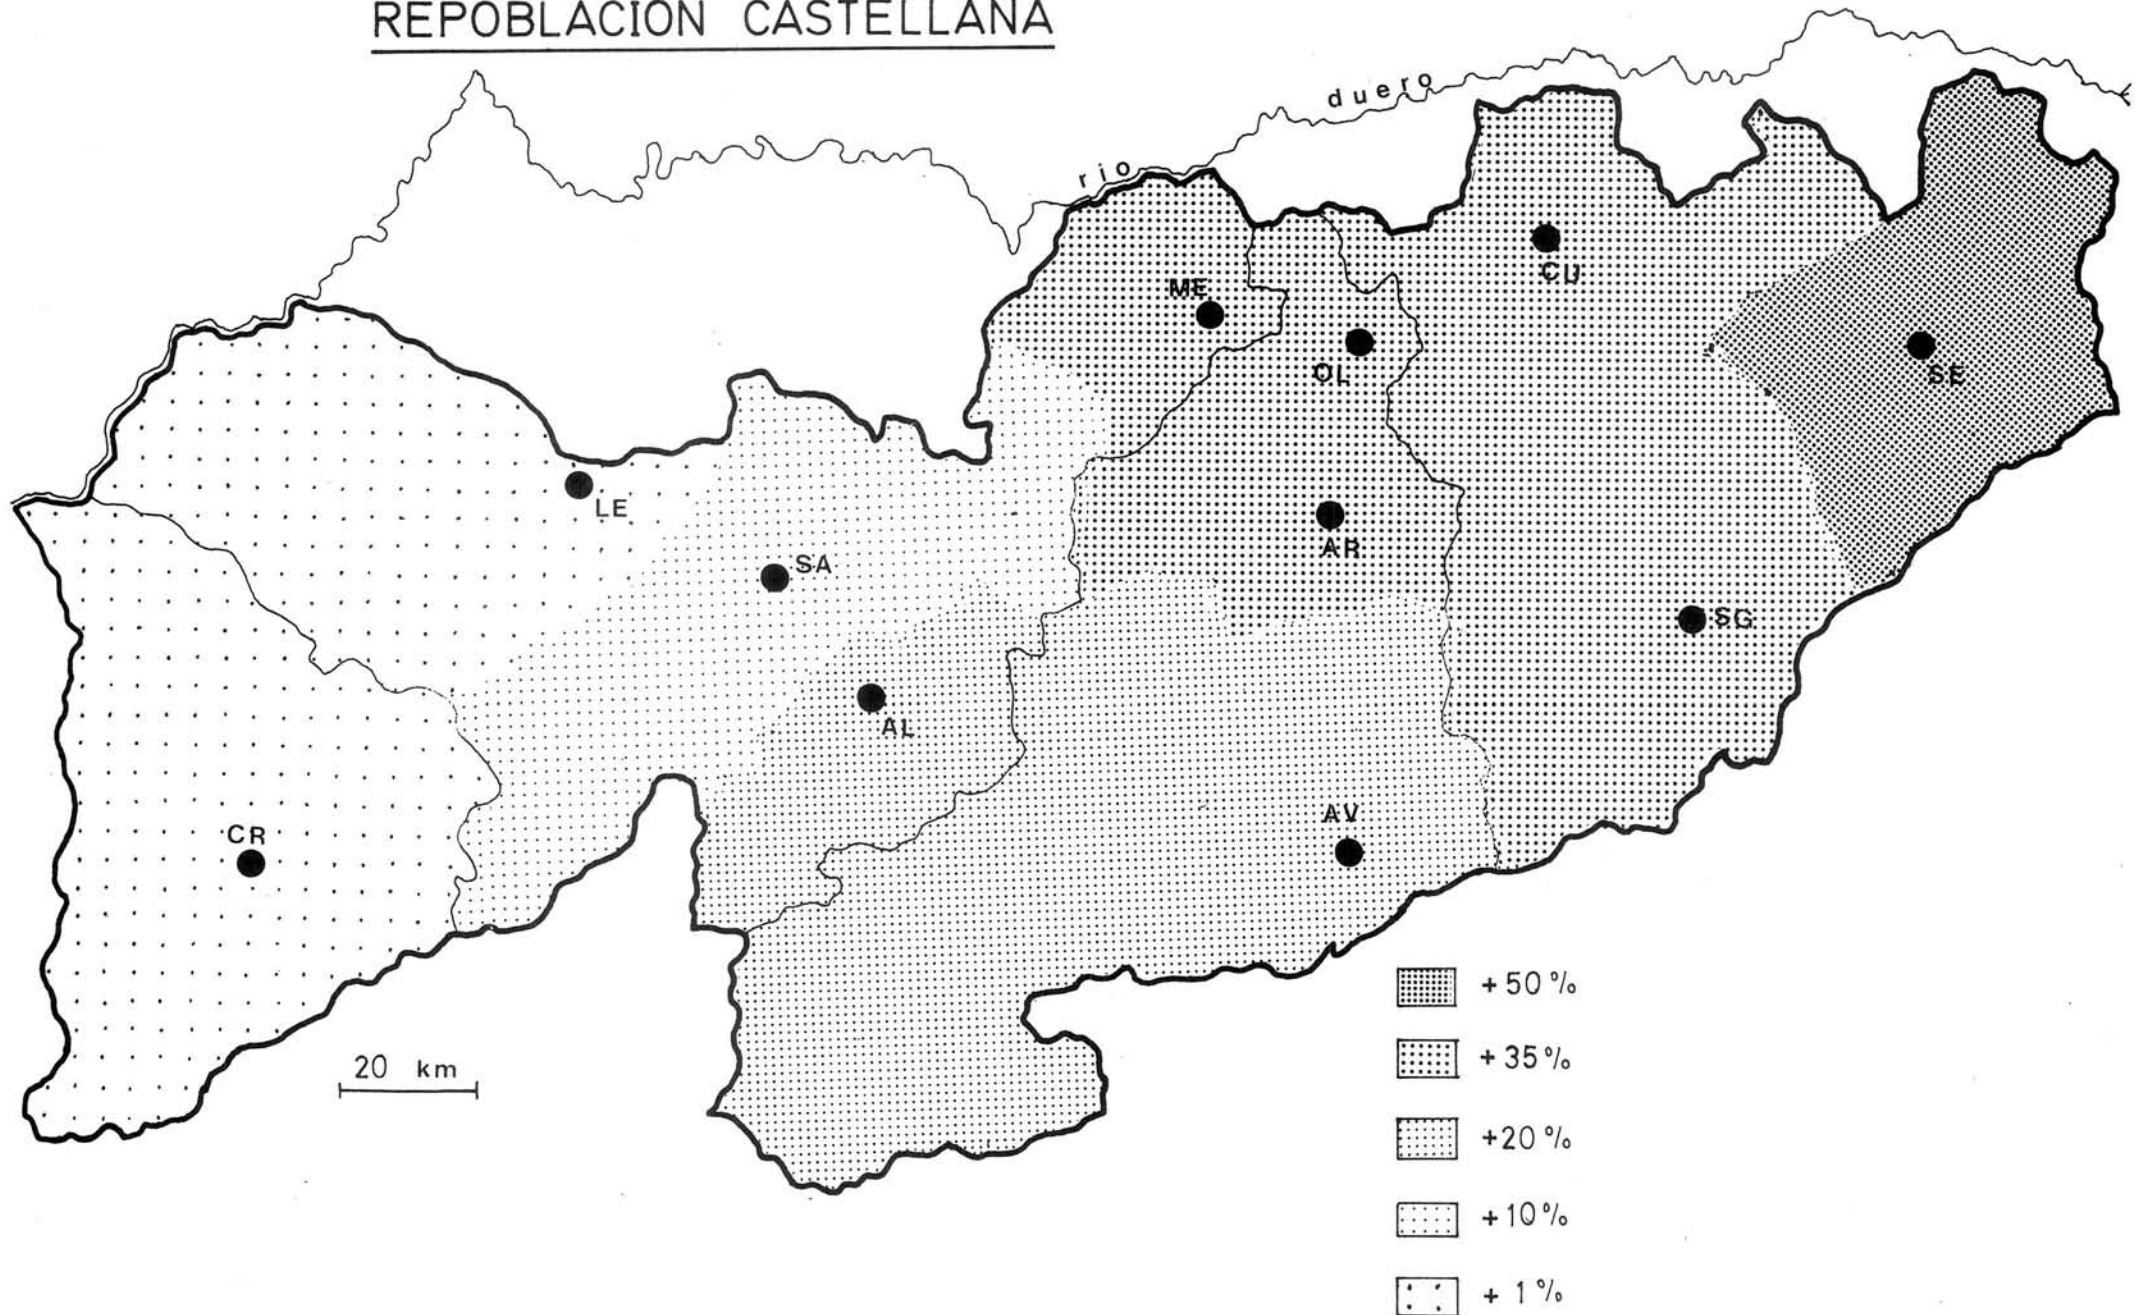 REPOBLACION CASTELLANA
rio duero
ME
CU
OL
SE
LE
AR
SA
SG
AL
AV
CR
20 km
+50%
+35%
+20%
+10%
+ 1%